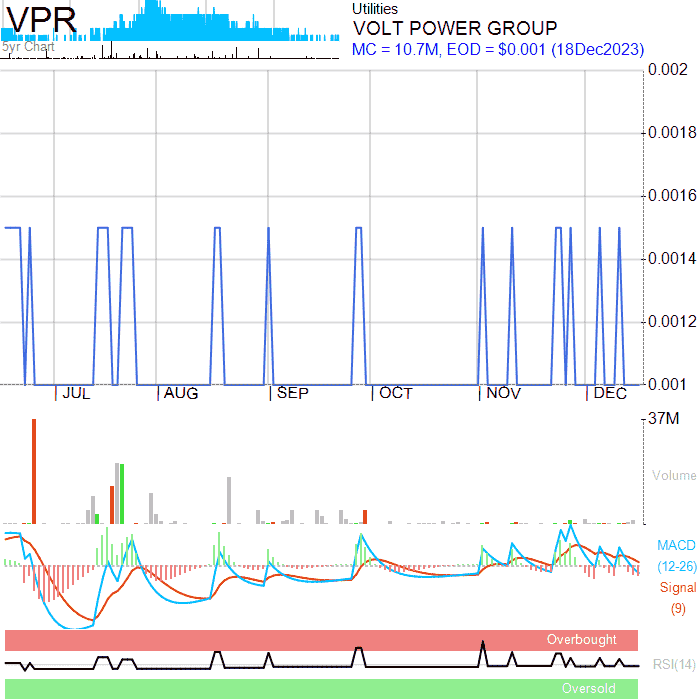 VPR
5yr Chart
Utilities
VOLT POWER GROUP
MC = 10.7M, EOD = $0.001 (18Dec2023)
0.002
0.0018
0.0016
0.0014
0.0012
0.001
JUL AUG SEP OCT NOV DEC
37M
Volume
MACD
(12-26)
Signal
(9)
Overbought
RSI(14)
Oversold